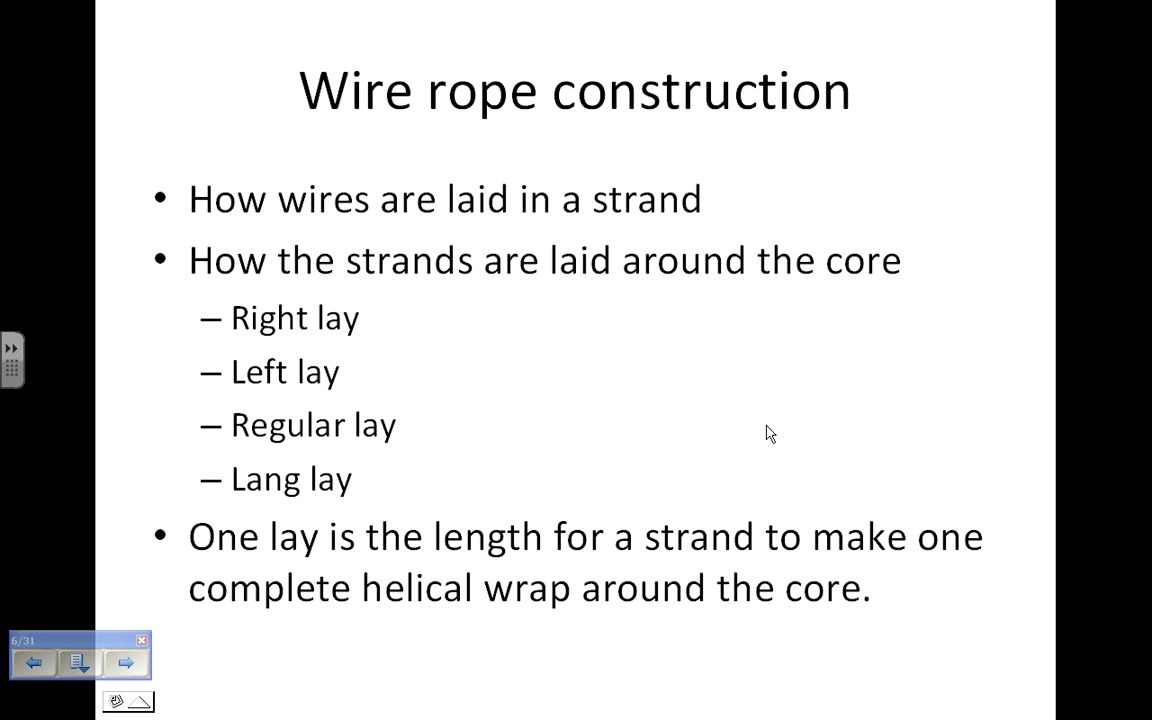 Wire rope construction
• How wires are laid in a strand
• How the strands are laid around the core
– Right lay
– Left lay
– Regular lay
– Lang lay
• One lay is the length for a strand to make one
complete helical wrap around the core.
6/31